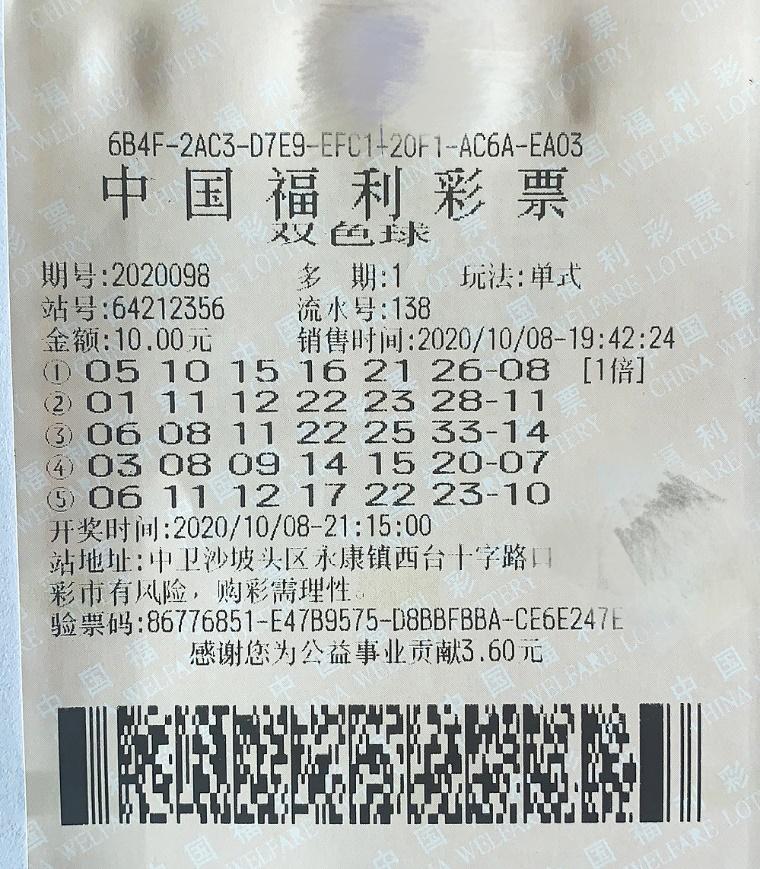 6B4F-2AC3-D7E9-EFC1-20F1-AC6A-EA03
中国福利彩票
双色球
期号:2020098 多 期:1 玩法:单式
站号:64212356 流水号:138
金额:10.00元 销售时间:2020/10/08-19:42:24
① 05 10 15 16 21 26-08 [1倍]
② 01 11 12 22 23 28-11
③ 06 08 11 22 25 33-14
④ 03 08 09 14 15 20-07
⑤ 06 11 12 17 22 23-10
开奖时间:2020/10/08-21:15:00
站地址:中卫沙坡头区永康镇西台十字路口
彩市有风险，购彩需理性。
验票码:86776851-E47B9575-D8BBFBBA-CE6E247E
感谢您为公益事业贡献3.60元